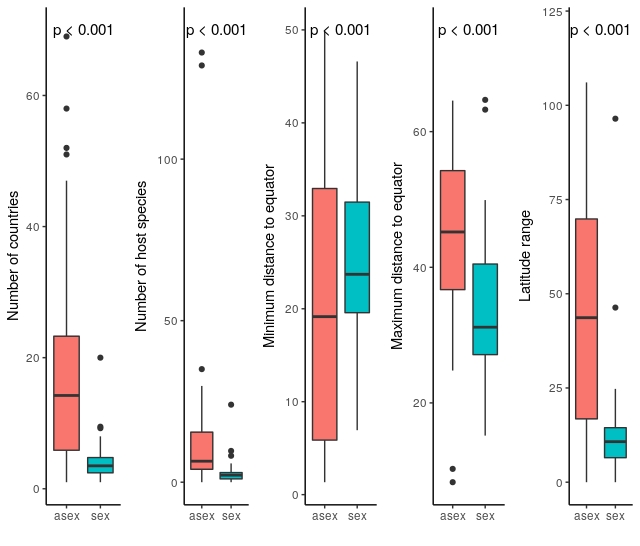 p < 0.001
Number of countries
60
40
20
0
asex sex
p < 0.001
Number of host species
100
50
0
asex sex
p < 0.001
Minimum distance to equator
50
40
30
20
10
0
asex sex
p < 0.001
Maximum distance to equator
60
40
20
asex sex
p < 0.001
Latitude range
125
100
75
50
25
0
asex sex